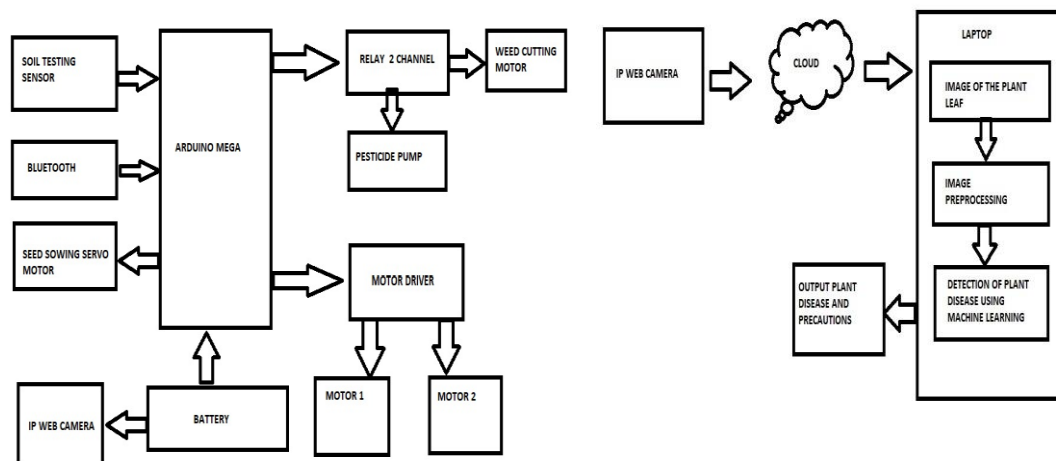 SOIL TESTING
SENSOR
BLUETOOTH
SEED SOWING SERVO
MOTOR
ARDUINO MEGA
RELAY 2 CHANNEL
WEED CUTTING
MOTOR
PESTICIDE PUMP
MOTOR DRIVER
MOTOR 1
MOTOR 2
BATTERY
IP WEB CAMERA
IP WEB CAMERA
CLOUD
LAPTOP
IMAGE OF THE PLANT
LEAF
IMAGE
PREPROCESSING
DETECTION OF PLANT
DISEASE USING
MACHINE LEARNING
OUTPUT PLANT
DISEASE AND
PRECAUTIONS